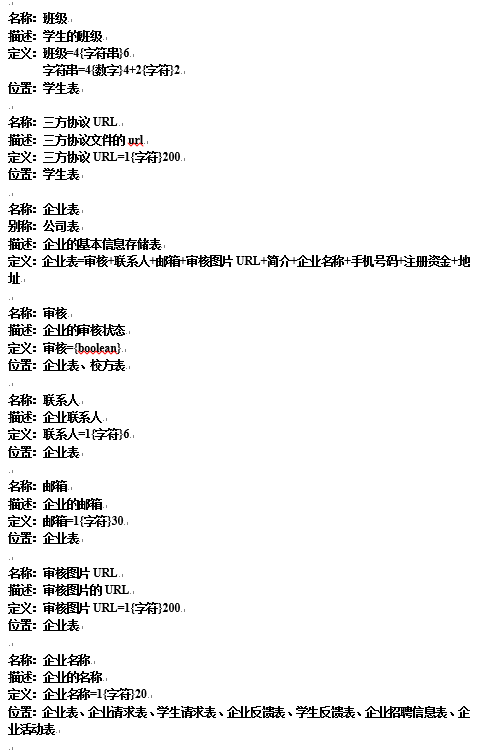 名称：班级
描述：学生的班级
定义：班级=4{字符串}6
字符串=4{数字}4+2{字符}2
位置：学生表
名称：三方协议 URL
描述：三方协议文件的 url
定义：三方协议 URL=1{字符}200
位置：学生表
名称：企业表
别称：公司表
描述：企业的基本信息存储表
定义：企业表=审核+联系人+邮箱+审核图片 URL+简介+企业名称+手机号码+注册资金+地
址
名称：审核
描述：企业的审核状态
定义：审核={boolean}
位置：企业表、校方表
名称：联系人
描述：企业联系人
定义：联系人=1{字符}6
位置：企业表
名称：邮箱
描述：企业的邮箱
定义：邮箱=1{字符}30
位置：企业表
名称：审核图片 URL
描述：审核图片的 URL
定义：审核图片 URL=1{字符}200
位置：企业表
名称：企业名称
描述：企业的名称
定义：企业名称=1{字符}20
位置：企业表、企业请求表、学生请求表、企业反馈表、学生反馈表、企业招聘信息表、企
业活动表